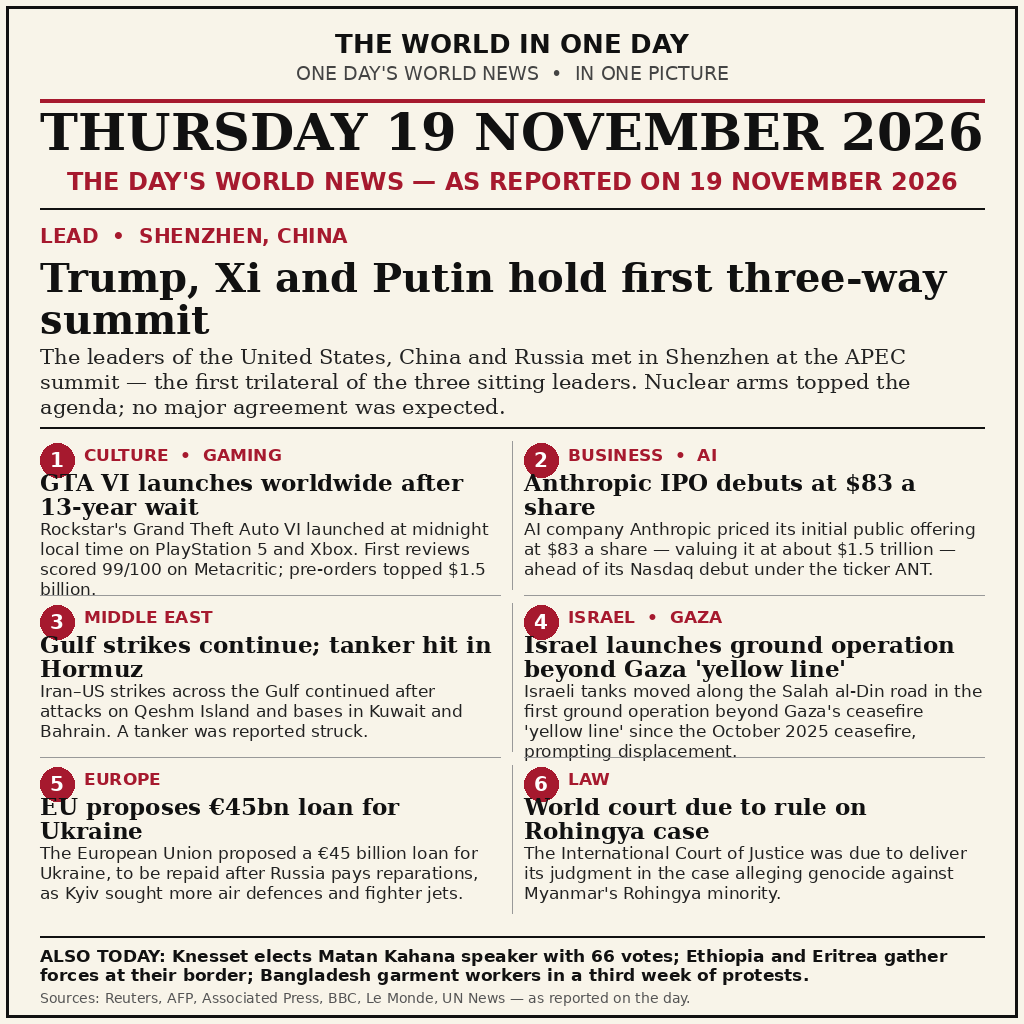 THE WORLD IN ONE DAY
ONE DAY'S WORLD NEWS • IN ONE PICTURE
THURSDAY 19 NOVEMBER 2026
THE DAY'S WORLD NEWS — AS REPORTED ON 19 NOVEMBER 2026
LEAD • SHENZHEN, CHINA
Trump, Xi and Putin hold first three-way
summit
The leaders of the United States, China and Russia met in Shenzhen at the APEC
summit — the first trilateral of the three sitting leaders. Nuclear arms topped the
agenda; no major agreement was expected.
1 CULTURE • GAMING
GTA VI launches worldwide after
13-year wait
Rockstar's Grand Theft Auto VI launched at midnight
local time on PlayStation 5 and Xbox. First reviews
scored 99/100 on Metacritic; pre-orders topped $1.5
billion.
2 BUSINESS • AI
Anthropic IPO debuts at $83 a
share
AI company Anthropic priced its initial public offering
at $83 a share — valuing it at about $1.5 trillion —
ahead of its Nasdaq debut under the ticker ANT.
3 MIDDLE EAST
Gulf strikes continue; tanker hit in
Hormuz
Iran–US strikes across the Gulf continued after
attacks on Qeshm Island and bases in Kuwait and
Bahrain. A tanker was reported struck.
4 ISRAEL • GAZA
Israel launches ground operation
beyond Gaza 'yellow line'
Israeli tanks moved along the Salah al-Din road in the
first ground operation beyond Gaza's ceasefire
'yellow line' since the October 2025 ceasefire,
prompting displacement.
5 EUROPE
EU proposes €45bn loan for
Ukraine
The European Union proposed a €45 billion loan for
Ukraine, to be repaid after Russia pays reparations,
as Kyiv sought more air defences and fighter jets.
6 LAW
World court due to rule on
Rohingya case
The International Court of Justice was due to deliver
its judgment in the case alleging genocide against
Myanmar's Rohingya minority.
ALSO TODAY: Knesset elects Matan Kahana speaker with 66 votes; Ethiopia and Eritrea gather
forces at their border; Bangladesh garment workers in a third week of protests.
Sources: Reuters, AFP, Associated Press, BBC, Le Monde, UN News — as reported on the day.